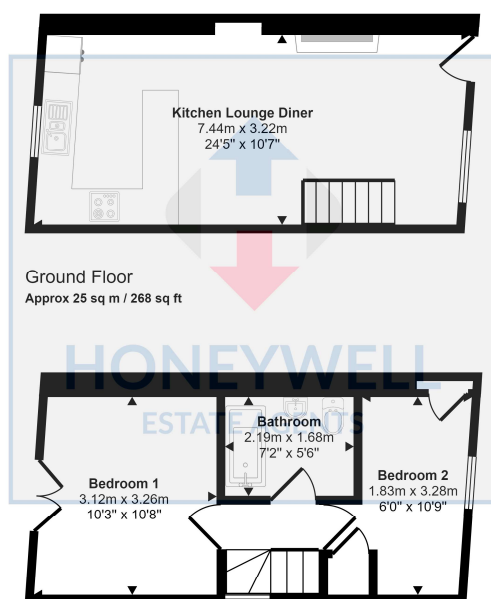 Kitchen Lounge Diner
7.44m x 3.22m
24'5" x 10'7"
Ground Floor
Approx 25 sq m / 268 sq ft
HONEYWELL
ESTATE AGENTS
Bathroom
2.19m x 1.68m
7'2" x 5'6"
Bedroom 1
3.12m x 3.26m
10'3" x 10'8"
Bedroom 2
1.83m x 3.28m
6'0" x 10'9"